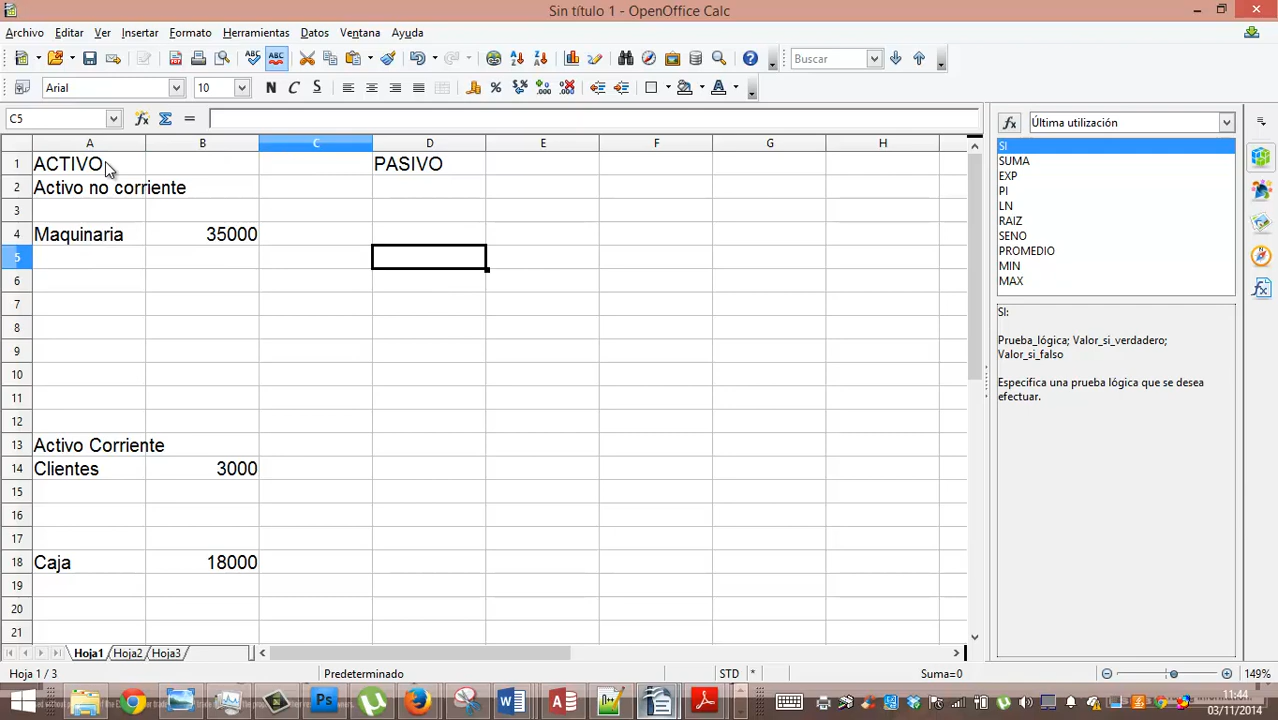 Sin título 1 - OpenOffice Calc
Archivo Editar Ver Insertar Formato Herramientas Datos Ventana Ayuda
Buscar
Arial 10
C5
Última utilización
A B C D E F G H
1 ACTIVO PASIVO
2 Activo no corriente
3
4 Maquinaria 35000
5
6
7
8
9
10
11
12
13 Activo Corriente
14 Clientes 3000
15
16
17
18 Caja 18000
19
20
21
SI
SUMA
EXP
PI
LN
RAIZ
SENO
PROMEDIO
MIN
MAX
SI:
Prueba_lógica; Valor_si_verdadero;
Valor_si_falso
Especifica una prueba lógica que se desea
efectuar.
Hoja1 Hoja2 Hoja3
Hoja 1 / 3 Predeterminado STD * Suma=0 149%
11:44
03/11/2014